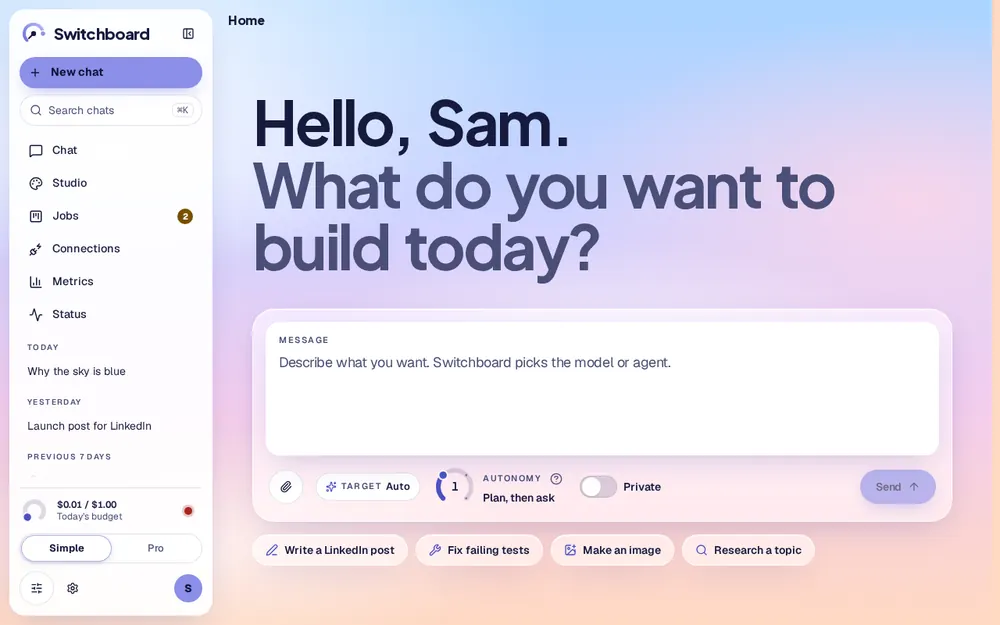 Switchboard
New chat
Search chats ⌘K
Chat
Studio
Jobs 2
Connections
Metrics
Status
TODAY
Why the sky is blue
YESTERDAY
Launch post for LinkedIn
PREVIOUS 7 DAYS
$0.01 / $1.00
Today's budget
Simple Pro
S
Home
Hello, Sam.
What do you want to
build today?
MESSAGE
Describe what you want. Switchboard picks the model or agent.
TARGET Auto
1
AUTONOMY
Plan, then ask
Private
Send
Write a LinkedIn post
Fix failing tests
Make an image
Research a topic